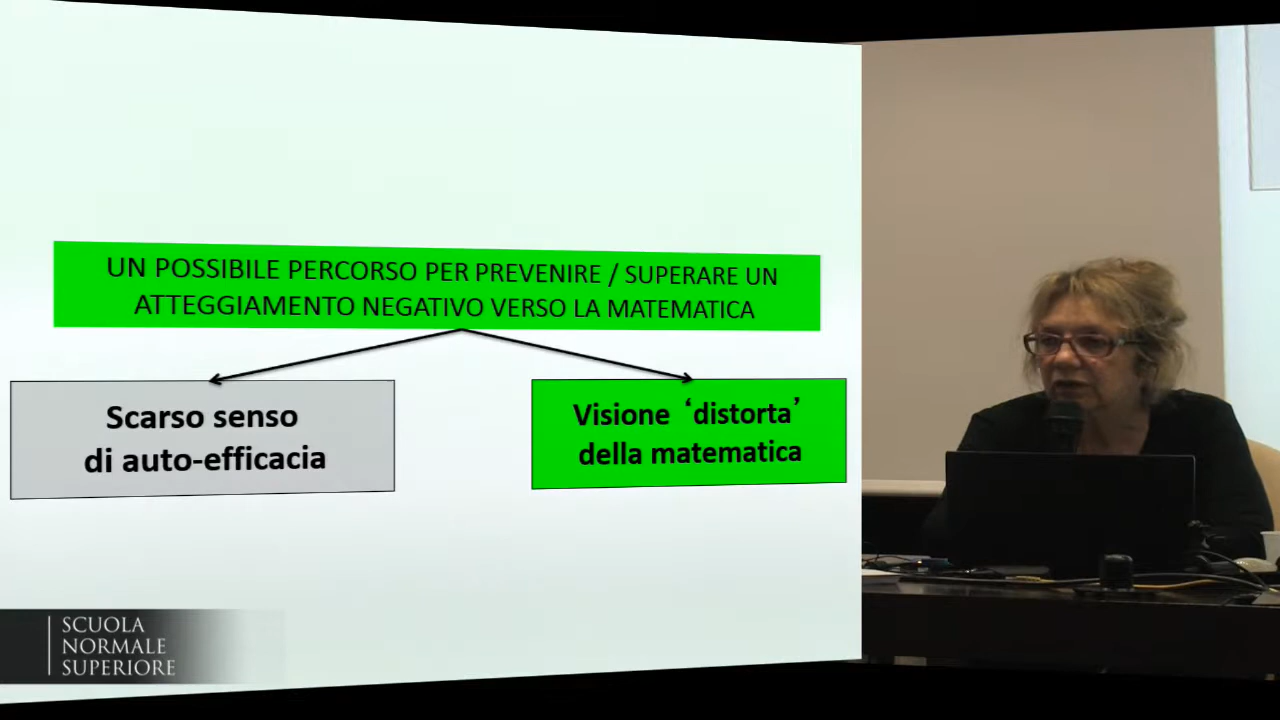 UN POSSIBILE PERCORSO PER PREVENIRE / SUPERARE UN
ATTEGGIAMENTO NEGATIVO VERSO LA MATEMATICA
Scarso senso
di auto-efficacia
Visione ‘distorta’
della matematica
SCUOLA
NORMALE
SUPERIORE